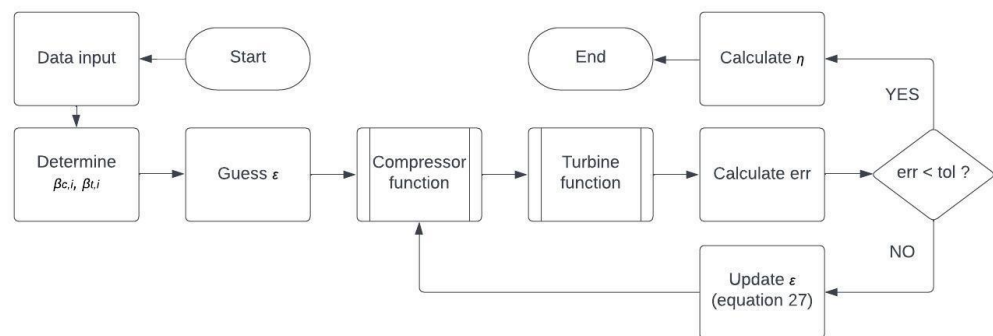 Data input
Start
End
Calculate η
YES
Determine
βc,i, βt,i
Guess ε
Compressor
function
Turbine
function
Calculate err
err < tol ?
NO
Update ε
(equation 27)